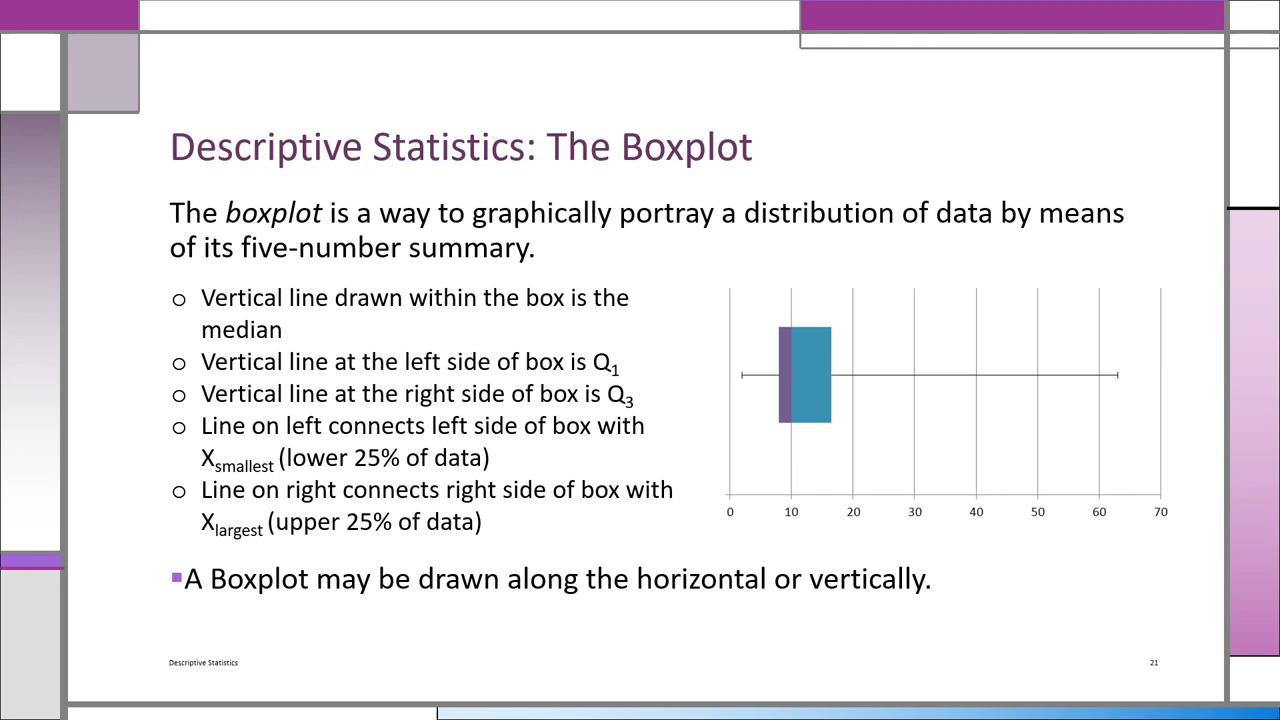 Descriptive Statistics: The Boxplot
The boxplot is a way to graphically portray a distribution of data by means
of its five-number summary.
o Vertical line drawn within the box is the
median
o Vertical line at the left side of box is Q1
o Vertical line at the right side of box is Q3
o Line on left connects left side of box with
Xsmallest (lower 25% of data)
o Line on right connects right side of box with
Xlargest (upper 25% of data)
0 10 20 30 40 50 60 70
▪A Boxplot may be drawn along the horizontal or vertically.
Descriptive Statistics
21